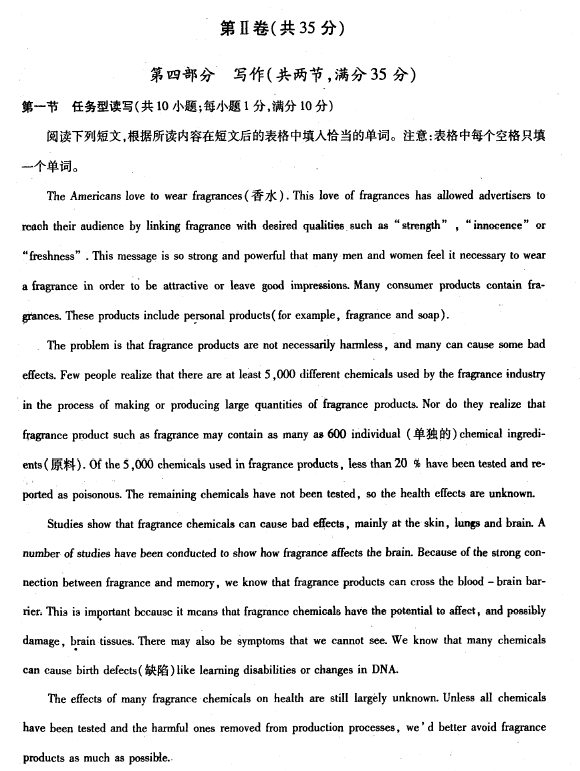 第Ⅱ卷(共35分)
第四部分 写作(共两节,满分35分)
第一节 任务型读写(共10小题;每小题1分,满分10分)
阅读下列短文,根据所读内容在短文后的表格中填入恰当的单词。注意:表格中每个空格只填
一个单词。
The Americans love to wear fragrances(香水). This love of fragrances has allowed advertisers to
reach their audience by linking fragrance with desired qualities such as "strength" , "innocence" or
"freshness" . This message is so strong and powerful that many men and women feel it necessary to wear
a fragrance in order to be attractive or leave good impressions. Many consumer products contain fra-
grances. These products include personal products(for example, fragrance and soap).
The problem is that fragrance products are not necessarily harmless, and many can cause some bad
effects. Few people realize that there are at least 5,000 different chemicals used by the fragrance industry
in the process of making or producing large quantities of fragrance products. Nor do they realize that
fragrance product such as fragrance may contain as many as 600 individual (单独的)chemical ingredi-
ents(原料). Of the 5,000 chemicals used in fragrance products, less than 20 % have been tested and re-
ported as poisonous. The remaining chemicals have not been tested, so the health effects are unknown.
Studies show that fragrance chemicals can cause bad effects, mainly at the skin, lungs and brain. A
number of studies have been conducted to show how fragrance affects the brain. Because of the strong con-
nection between fragrance and memory, we know that fragrance products can cross the blood - brain bar-
rier. This is important because it means that fragrance chemicals have the potential to affect, and possibly
damage, brain tissues. There may also be symptoms that we cannot see. We know that many chemicals
can cause birth defects(缺陷)like learning disabilities or changes in DNA.
The effects of many fragrance chemicals on health are still largely unknown. Unless all chemicals
have been tested and the harmful ones removed from production processes, we'd better avoid fragrance
products as much as possible.